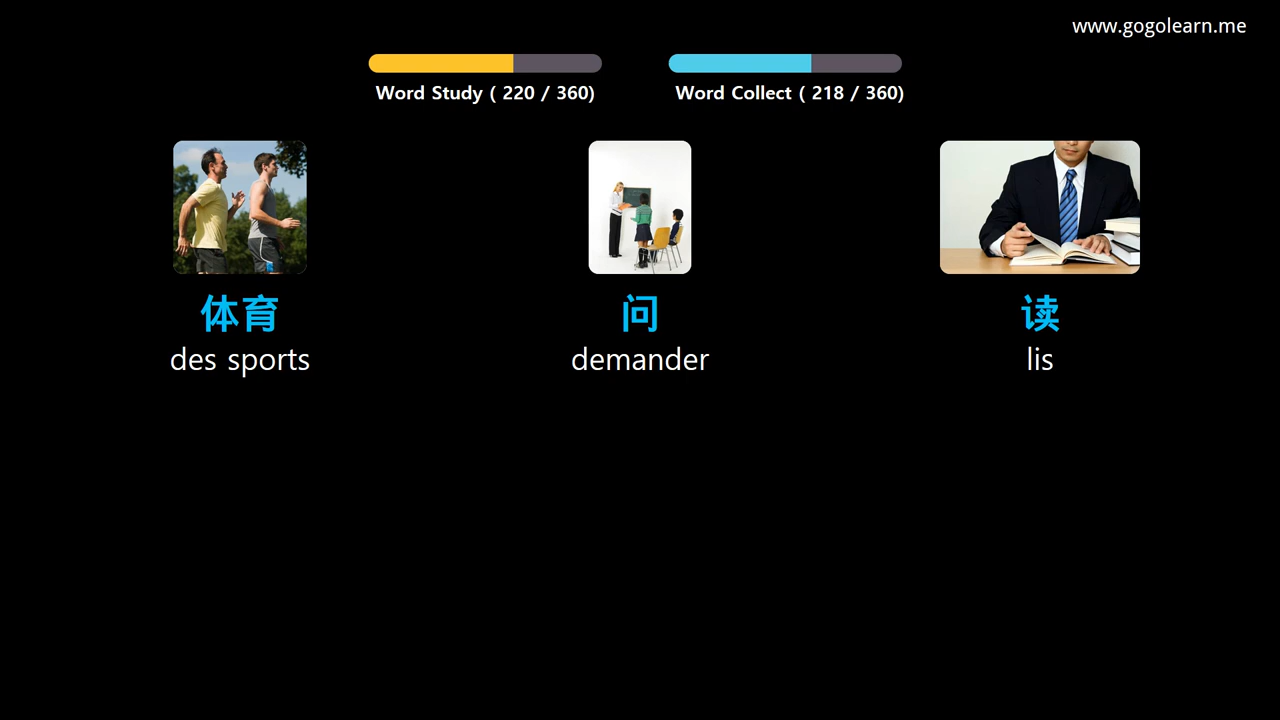 www.gogolearn.me
Word Study ( 220 / 360)
Word Collect ( 218 / 360)
体育
des sports
问
demander
读
lis